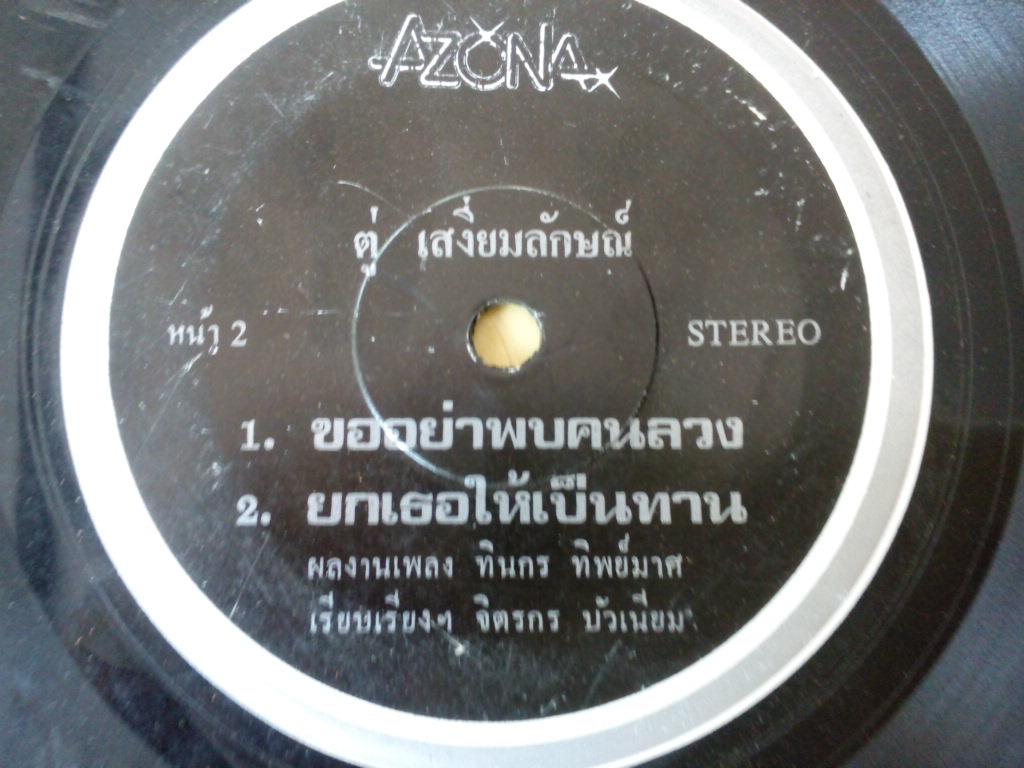 AZONA
ตู่ เสงี่ยมลักษณ์
หน้า 2 STEREO
1. ขออย่าพบคนลวง
2. ยกเธอให้เป็นทาน
ผลงานเพลง ทินกร ทิพย์มาศ
เรียบเรียงฯ จิตรกร บัวเนียม